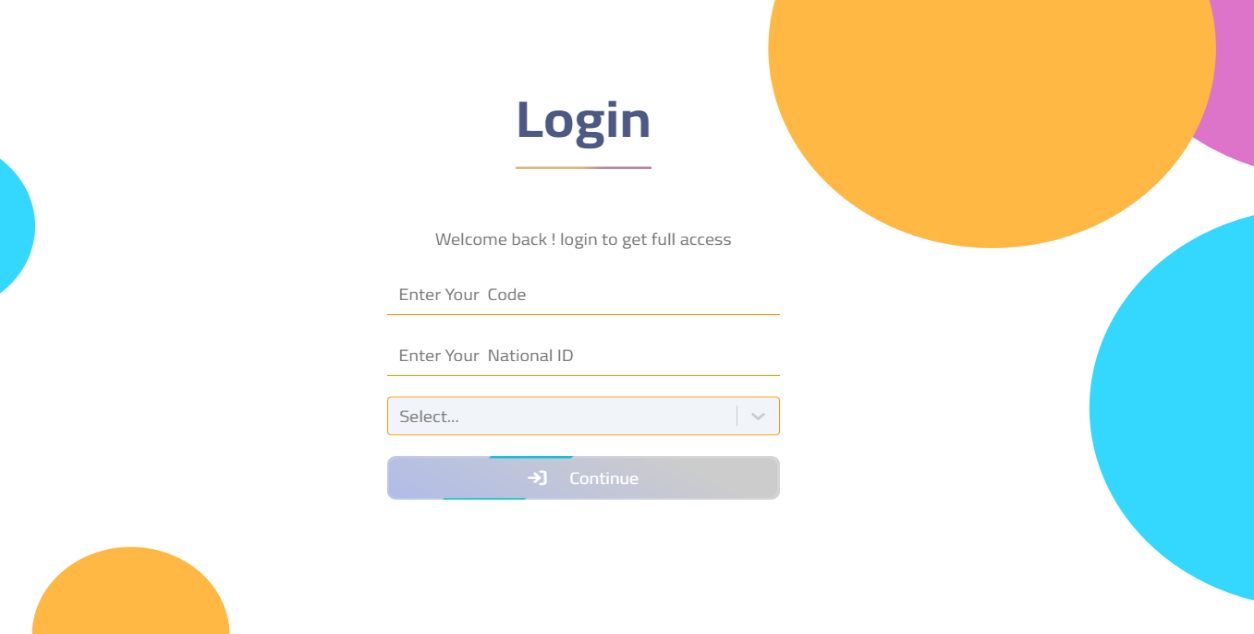 Login
Welcome back ! login to get full access
Enter Your  Code
Enter Your  National ID
Select...
Continue